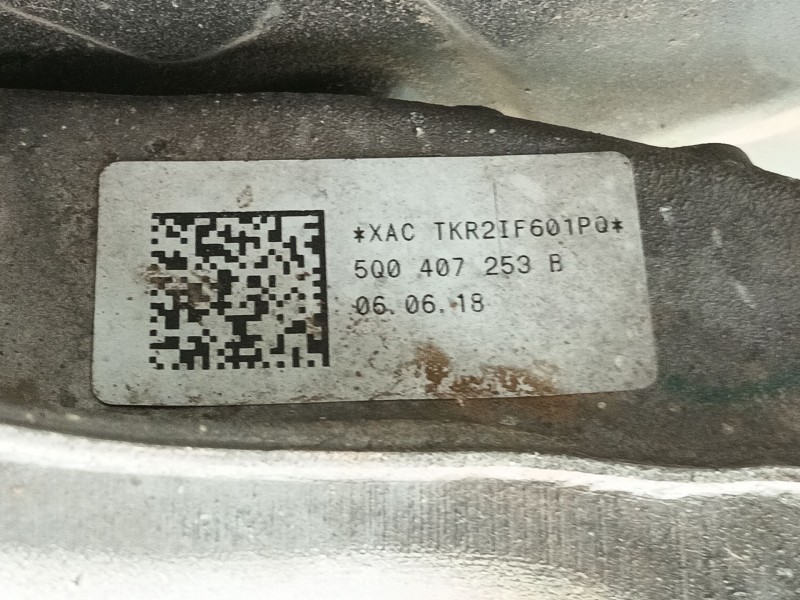 *XAC TKR2IF601PQ*
5Q0 407 253 B
06.06.18